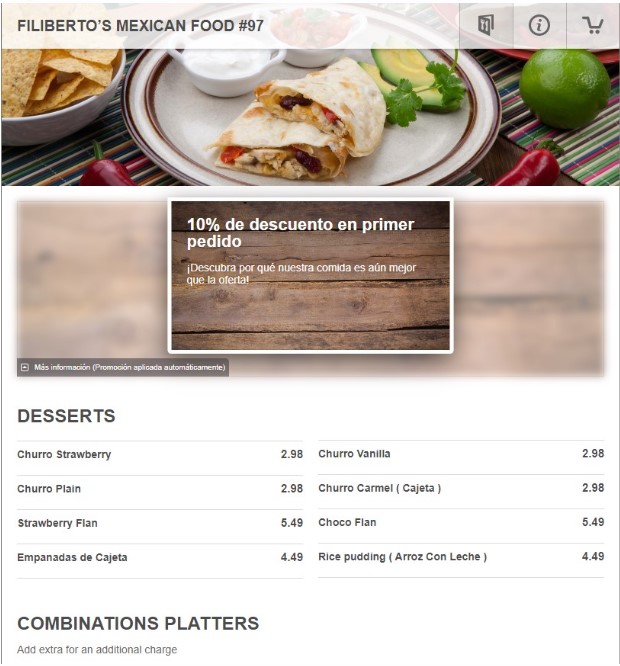 FILIBERTO’S MEXICAN FOOD #97
10% de descuento en primer
pedido
¡Descubra por qué nuestra comida es aún mejor
que la oferta!
Más información (Promoción aplicada automáticamente)
DESSERTS
Churro Strawberry 2.98
Churro Vanilla 2.98
Churro Plain 2.98
Churro Carmel ( Cajeta ) 2.98
Strawberry Flan 5.49
Choco Flan 5.49
Empanadas de Cajeta 4.49
Rice pudding ( Arroz Con Leche ) 4.49
COMBINATIONS PLATTERS
Add extra for an additional charge